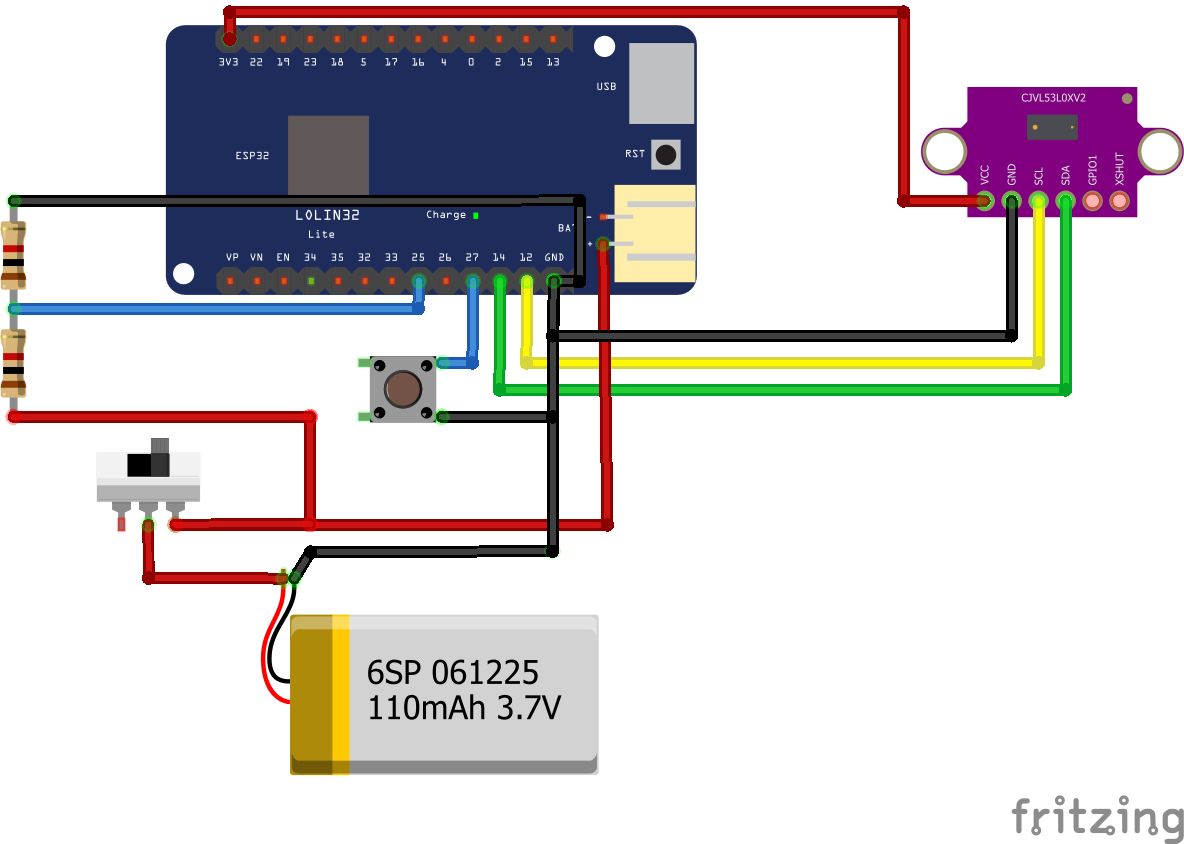 3V3 22 19 23 18 5 17 16 4 0 2 15 13
USB
RST
ESP32
LOLIN32
Lite
Charge
BAT
-
+
VP VN EN 34 35 32 33 25 26 27 14 12 GND
CJVL53L0XV2
VCC GND SCL SDA GPIO1 XSHUT
6SP 061225
110mAh 3.7V
fritzing